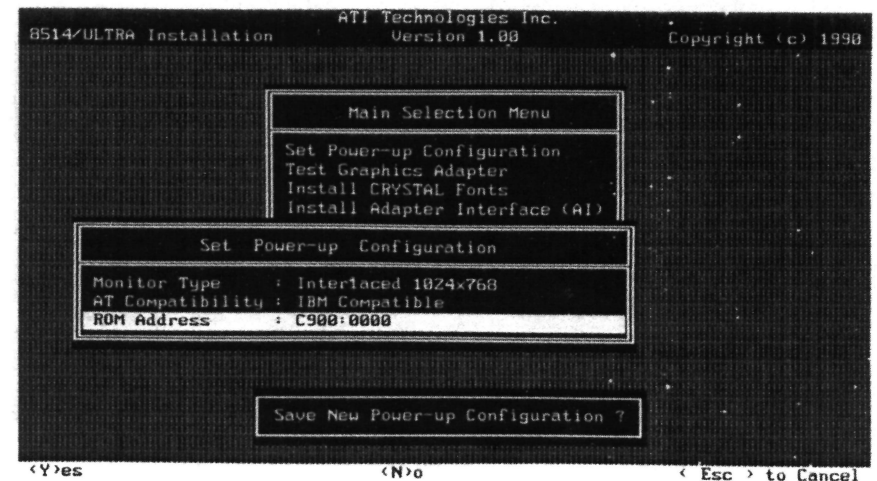 ATI Technologies Inc.
8514/ULTRA Installation Version 1.00 Copyright (c) 1990
Main Selection Menu
Set Power-up Configuration
Test Graphics Adapter
Install CRYSTAL Fonts
Install Adapter Interface (AI)
Set Power-up Configuration
Monitor Type : Interlaced 1024x768
AT Compatibility : IBM Compatible
ROM Address : C900:0000
Save New Power-up Configuration ?
<Y>es <N>o < Esc > to Cancel